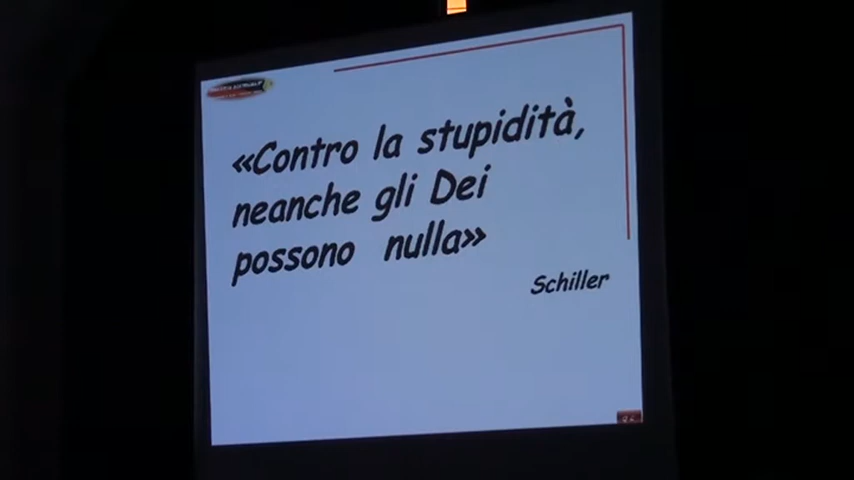 «Contro la stupidità,
neanche gli Dei
possono nulla»
Schiller